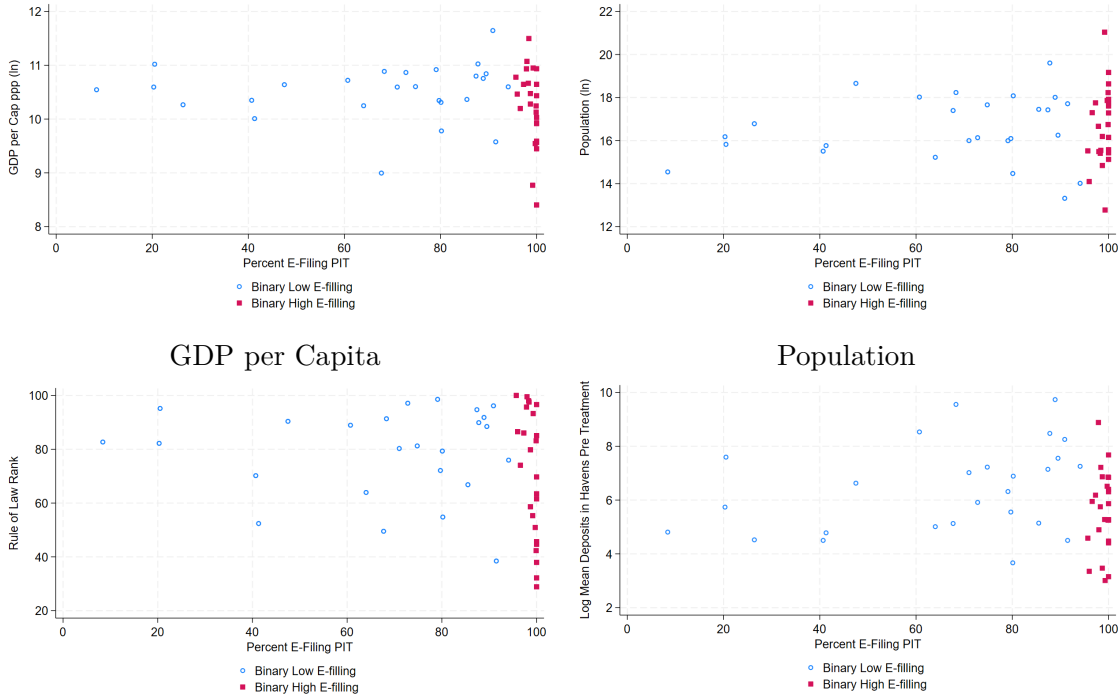 GDP per Cap ppp (ln)
12
11
10
9
8
0 20 40 60 80 100
Percent E-Filing PIT
Binary Low E-filling
Binary High E-filling
GDP per Capita
Population (ln)
22
20
18
16
14
12
0 20 40 60 80 100
Percent E-Filing PIT
Binary Low E-filling
Binary High E-filling
Population
Rule of Law Rank
100
80
60
40
20
0 20 40 60 80 100
Percent E-Filing PIT
Binary Low E-filling
Binary High E-filling
Log Mean Deposits in Havens Pre Treatment
10
8
6
4
2
0 20 40 60 80 100
Percent E-Filing PIT
Binary Low E-filling
Binary High E-filling